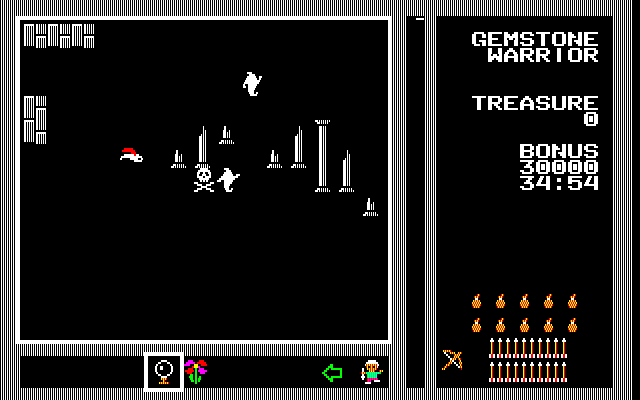 GEMSTONE
WARRIOR
TREASURE
0
BONUS
30000
34:54